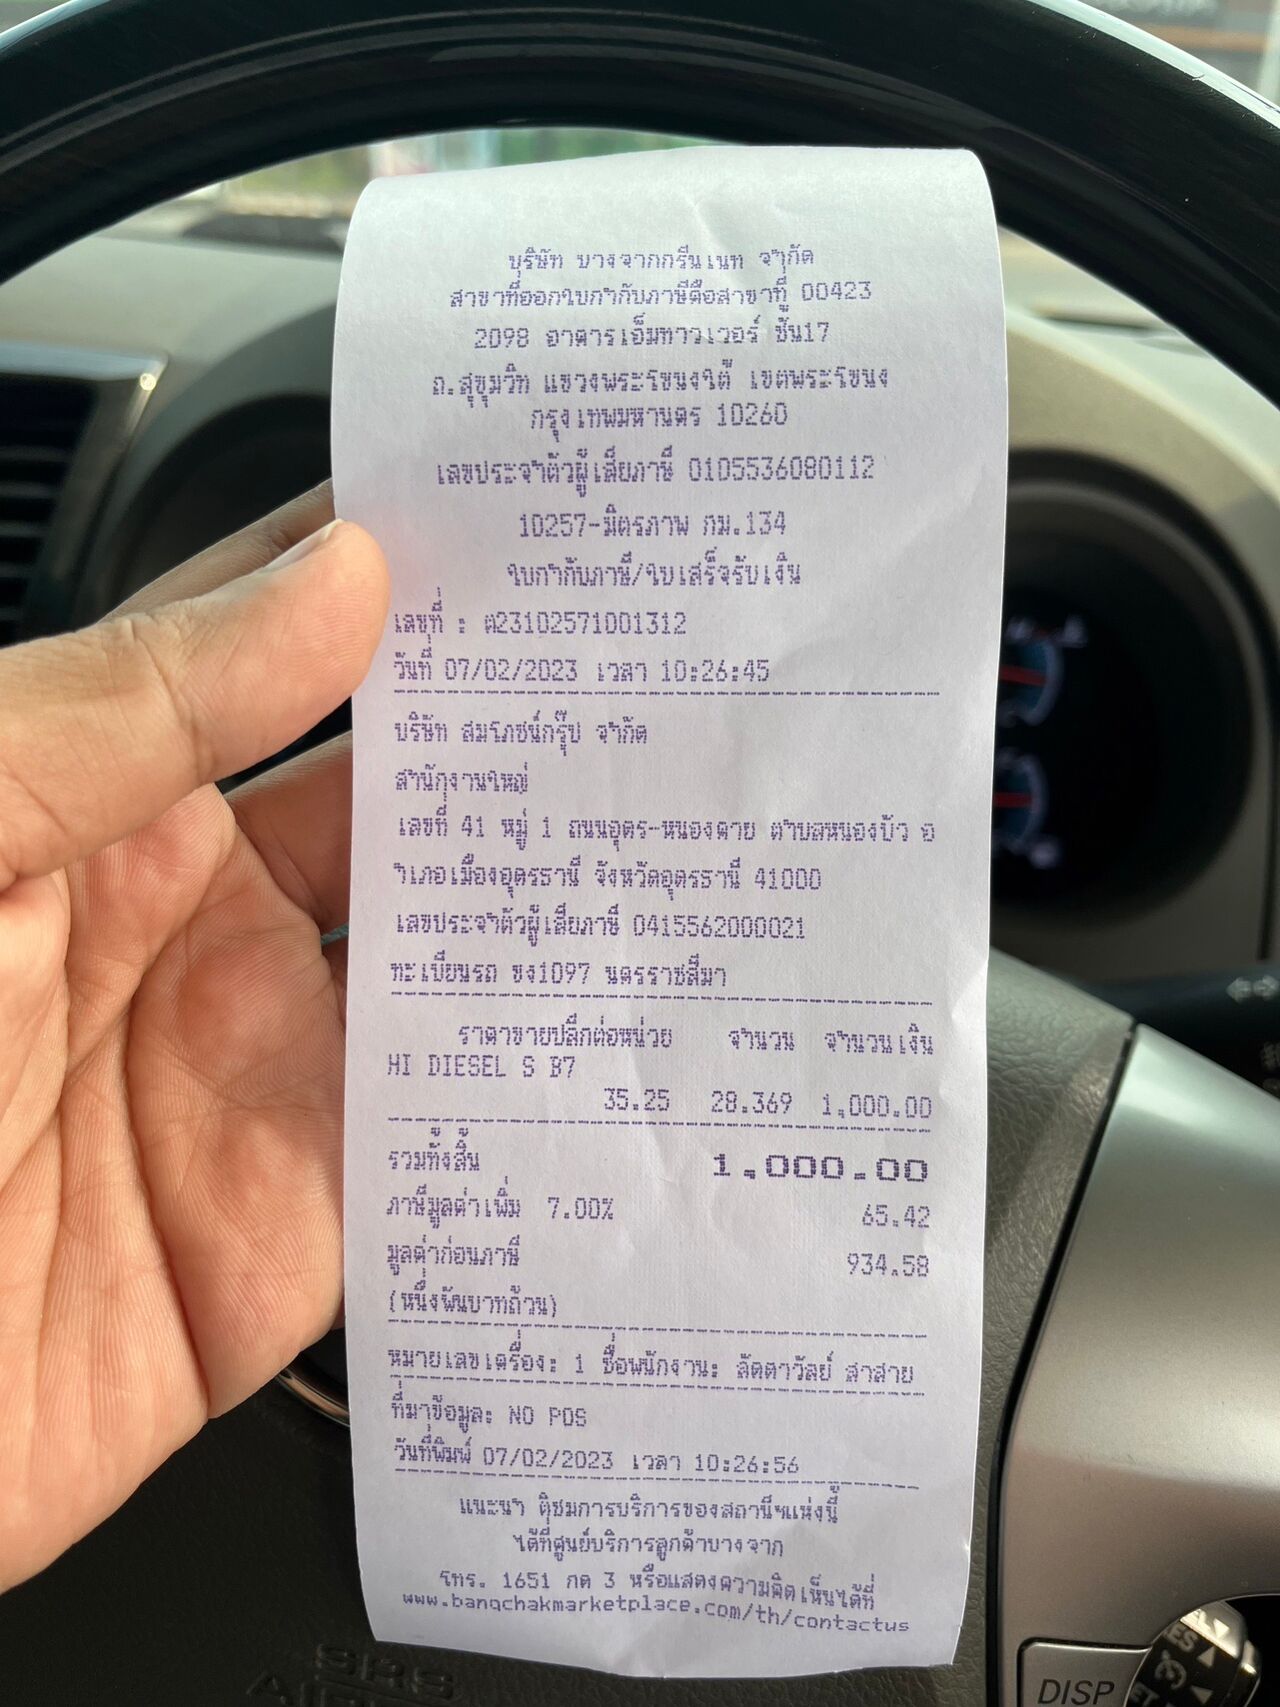 บริษัท บางจากกรีนเนท จำกัด
สาขาที่ออกใบกำกับภาษีคือสาขาที่ 00423
2098 อาคารเอ็มทาวเวอร์ ชั้น17
ถ.สุขุมวิท แขวงพระโขนงใต้ เขตพระโขนง
กรุงเทพมหานคร 10260
เลขประจำตัวผู้เสียภาษี 0105536080112
10257-มิตรภาพ กม.134
ใบกำกับภาษี/ใบเสร็จรับเงิน
เลขที่ : ต23102571001312
วันที่ 07/02/2023 เวลา 10:26:45
บริษัท สมโภชน์กรุ๊ป จำกัด
สำนักงานใหญ่
เลขที่ 41 หมู่ 1 ถนนอุดร-หนองคาย ตำบลหนองบัว อ
ำเภอเมืองอุดรธานี จังหวัดอุดรธานี 41000
เลขประจำตัวผู้เสียภาษี 0415562000021
ทะเบียนรถ ขง1097 นครราชสีมา
ราคาขายปลีกต่อหน่วย จำนวน จำนวนเงิน
HI DIESEL S B7
35.25 28.369 1,000.00
รวมทั้งสิ้น 1,000.00
ภาษีมูลค่าเพิ่ม 7.00% 65.42
มูลค่าก่อนภาษี 934.58
(หนึ่งพันบาทถ้วน)
หมายเลขเครื่อง: 1 ชื่อพนักงาน: ลัดดาวัลย์ สาสาย
ที่มาข้อมูล: NO POS
วันที่พิมพ์ 07/02/2023 เวลา 10:26:56
แนะนำ ติชมการบริการของสถานีฯแห่งนี้
ได้ที่ศูนย์บริการลูกค้าบางจาก
โทร. 1651 กด 3 หรือแสดงความคิดเห็นได้ที่
www.bangchakmarketplace.com/th/contactus
SRS
DISP